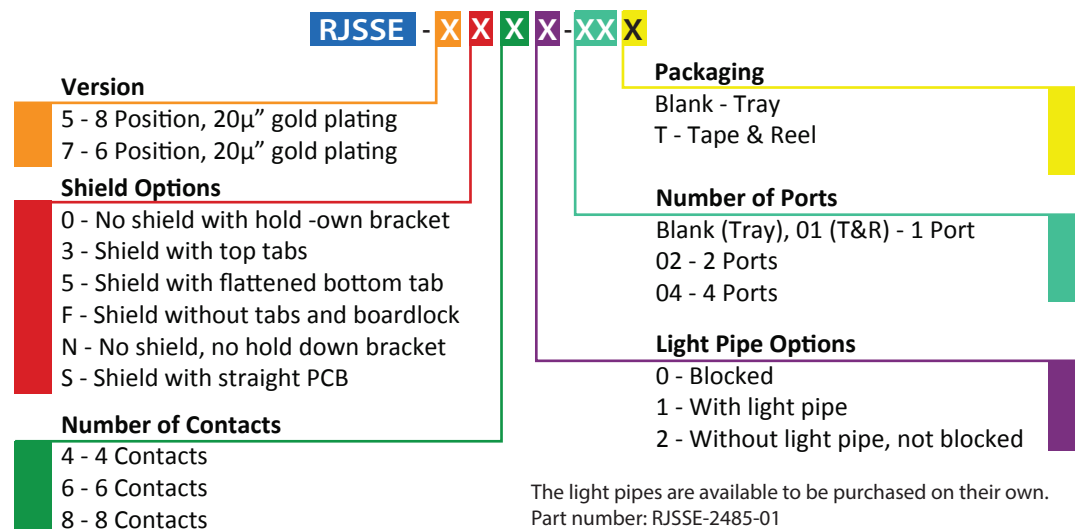 RJSSE - X X X X - XX X
Version
5 - 8 Position, 20µ” gold plating
7 - 6 Position, 20µ” gold plating
Shield Options
0 - No shield with hold -own bracket
3 - Shield with top tabs
5 - Shield with flattened bottom tab
F - Shield without tabs and boardlock
N - No shield, no hold down bracket
S - Shield with straight PCB
Number of Contacts
4 - 4 Contacts
6 - 6 Contacts
8 - 8 Contacts
Packaging
Blank - Tray
T - Tape & Reel
Number of Ports
Blank (Tray), 01 (T&R) - 1 Port
02 - 2 Ports
04 - 4 Ports
Light Pipe Options
0 - Blocked
1 - With light pipe
2 - Without light pipe, not blocked
The light pipes are available to be purchased on their own.
Part number: RJSSE-2485-01